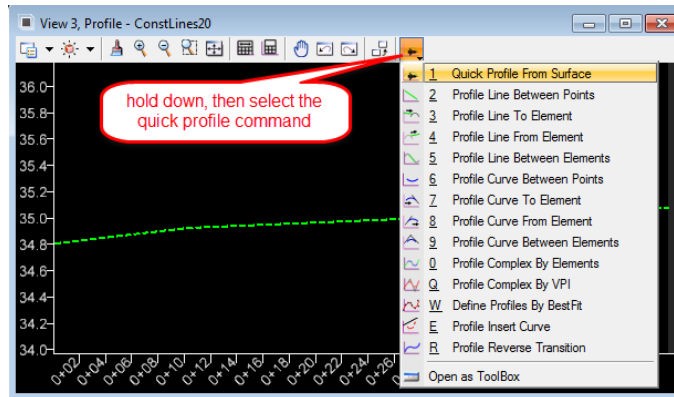 View 3, Profile - ConstLines20
hold down, then select the
quick profile command
1 Quick Profile From Surface
2 Profile Line Between Points
3 Profile Line To Element
4 Profile Line From Element
5 Profile Line Between Elements
6 Profile Curve Between Points
7 Profile Curve To Element
8 Profile Curve From Element
9 Profile Curve Between Elements
0 Profile Complex By Elements
Q Profile Complex By VPI
W Define Profiles By BestFit
E Profile Insert Curve
R Profile Reverse Transition
Open as ToolBox
36.0
35.8
35.6
35.4
35.2
35.0
34.8
34.6
34.4
34.2
34.0
0+02 0+04 0+06 0+08 0+10 0+12 0+14 0+16 0+18 0+20 0+22 0+24 0+26